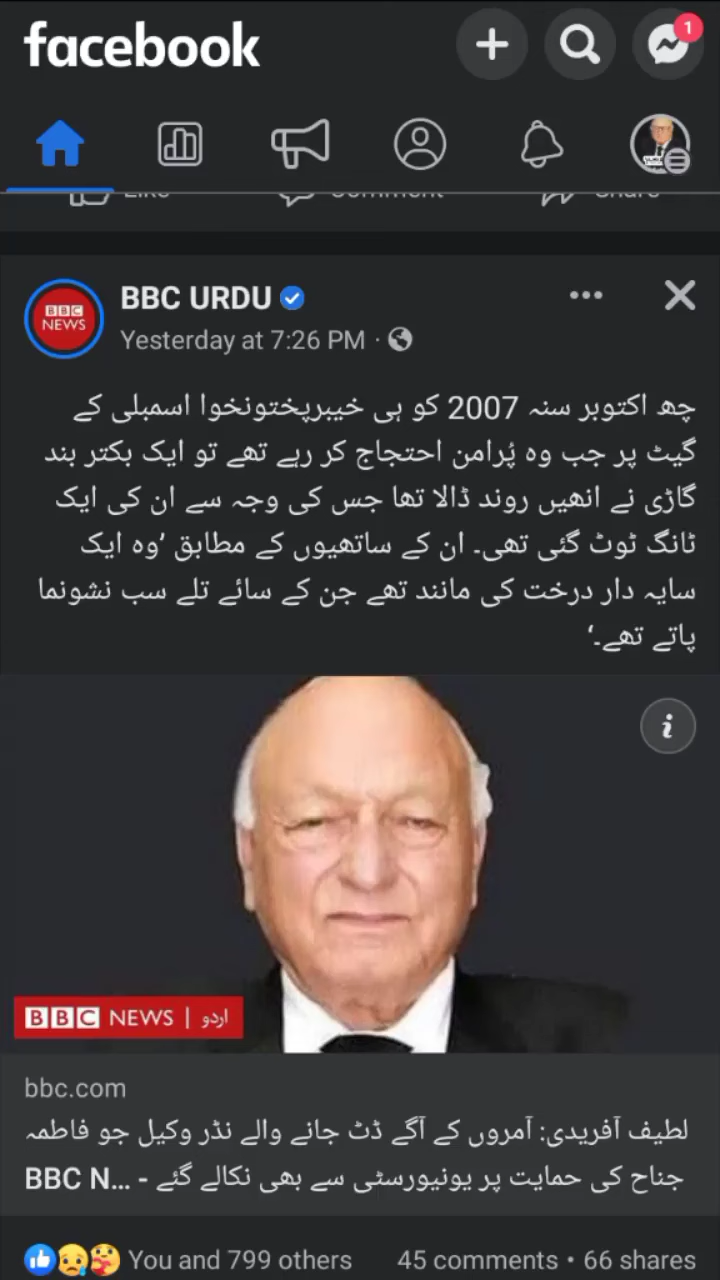 facebook
1
Like Comment Share
BBC URDU
Yesterday at 7:26 PM ·
BBC NEWS
چھ اکتوبر سنہ 2007 کو ہی خیبرپختونخوا اسمبلی کے
گیٹ پر جب وہ پُرامن احتجاج کر رہے تھے تو ایک بکتر بند
گاڑی نے انھیں روند ڈالا تھا جس کی وجہ سے ان کی ایک
ٹانگ ٹوٹ گئی تھی۔ ان کے ساتھیوں کے مطابق ’وہ ایک
سایہ دار درخت کی مانند تھے جن کے سائے تلے سب نشونما
پاتے تھے۔‘
BBC NEWS | اردو
bbc.com
لطیف آفریدی: آمروں کے آگے ڈٹ جانے والے نڈر وکیل جو فاطمہ
جناح کی حمایت پر یونیورسٹی سے بھی نکالے گئے - BBC N...
You and 799 others 45 comments • 66 shares